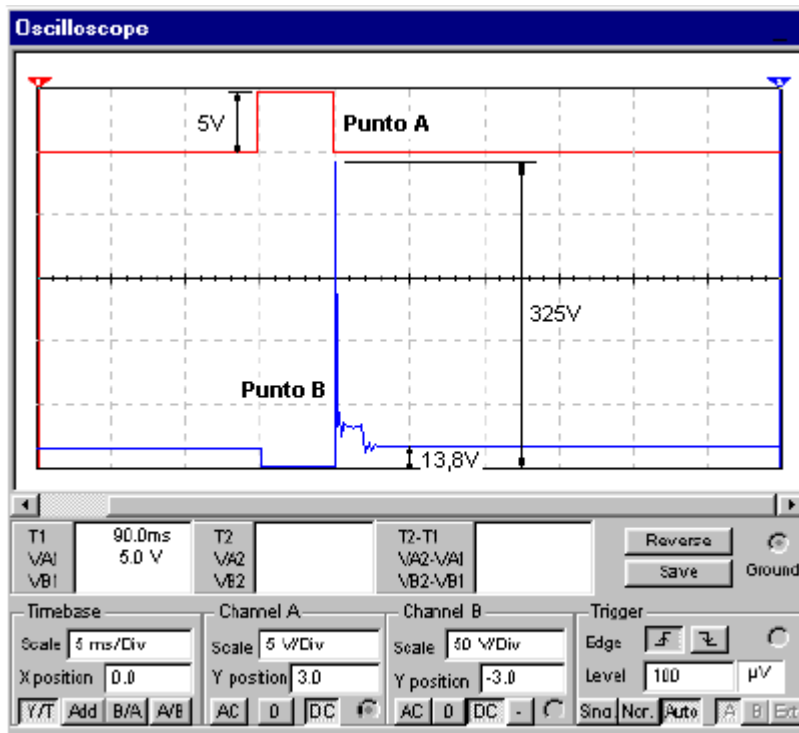 Oscilloscope
5V
Punto A
325V
Punto B
13,8V
T1 90.0ms T2 T2-T1
VA1 5.0 V VA2 VA2-VA1
VB1 VB2 VB2-VB1
Reverse
Save
Ground
Timebase
Scale 5 ms/Div
X position 0.0
Y/T Add B/A A/B
Channel A
Scale 5 V/Div
Y position 3.0
AC 0 DC
Channel B
Scale 50 V/Div
Y position -3.0
AC 0 DC -
Trigger
Edge
Level 100 µV
Sing. Nor. Auto A B Ext